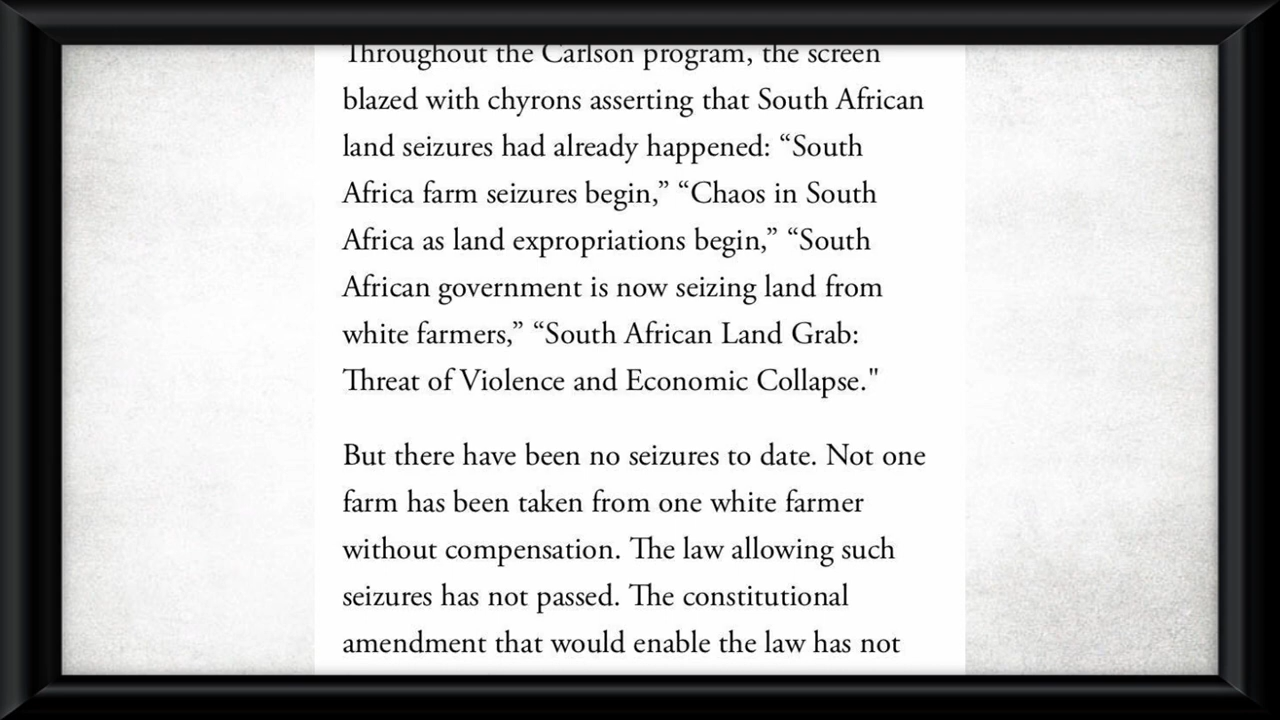 Throughout the Carlson program, the screen
blazed with chyrons asserting that South African
land seizures had already happened: “South
Africa farm seizures begin,” “Chaos in South
Africa as land expropriations begin,” “South
African government is now seizing land from
white farmers,” “South African Land Grab:
Threat of Violence and Economic Collapse."
But there have been no seizures to date. Not one
farm has been taken from one white farmer
without compensation. The law allowing such
seizures has not passed. The constitutional
amendment that would enable the law has not